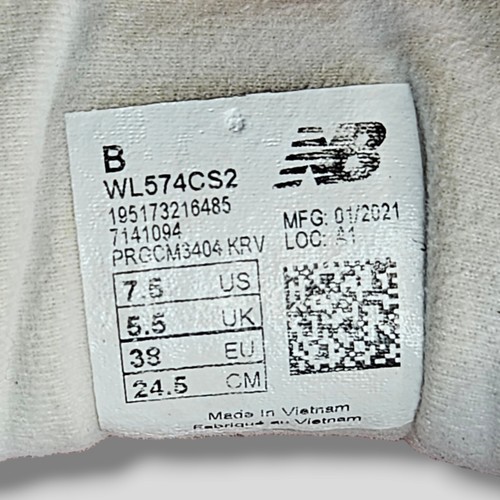 B
NB
WL574CS2
195173216485
7141094
PRGCM3404 KRV
MFG: 01/2021
LOC: A1
7.5 US
5.5 UK
38 EU
24.5 CM
Made In Vietnam
Fabriqué au Vietnam